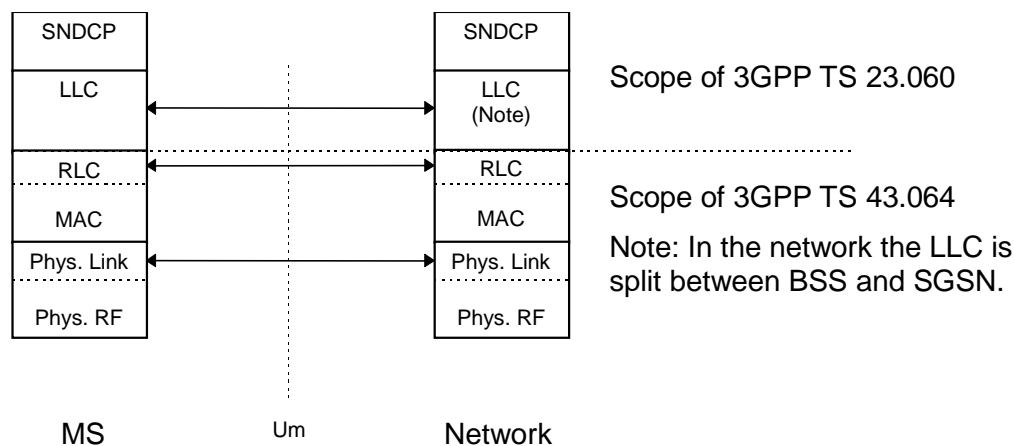 SNDCP
LLC
RLC
MAC
Phys. Link
Phys. RF
MS
Um
SNDCP
LLC
(Note)
RLC
MAC
Phys. Link
Phys. RF
Network
Scope of 3GPP TS 23.060
Scope of 3GPP TS 43.064
Note: In the network the LLC is
split between BSS and SGSN.